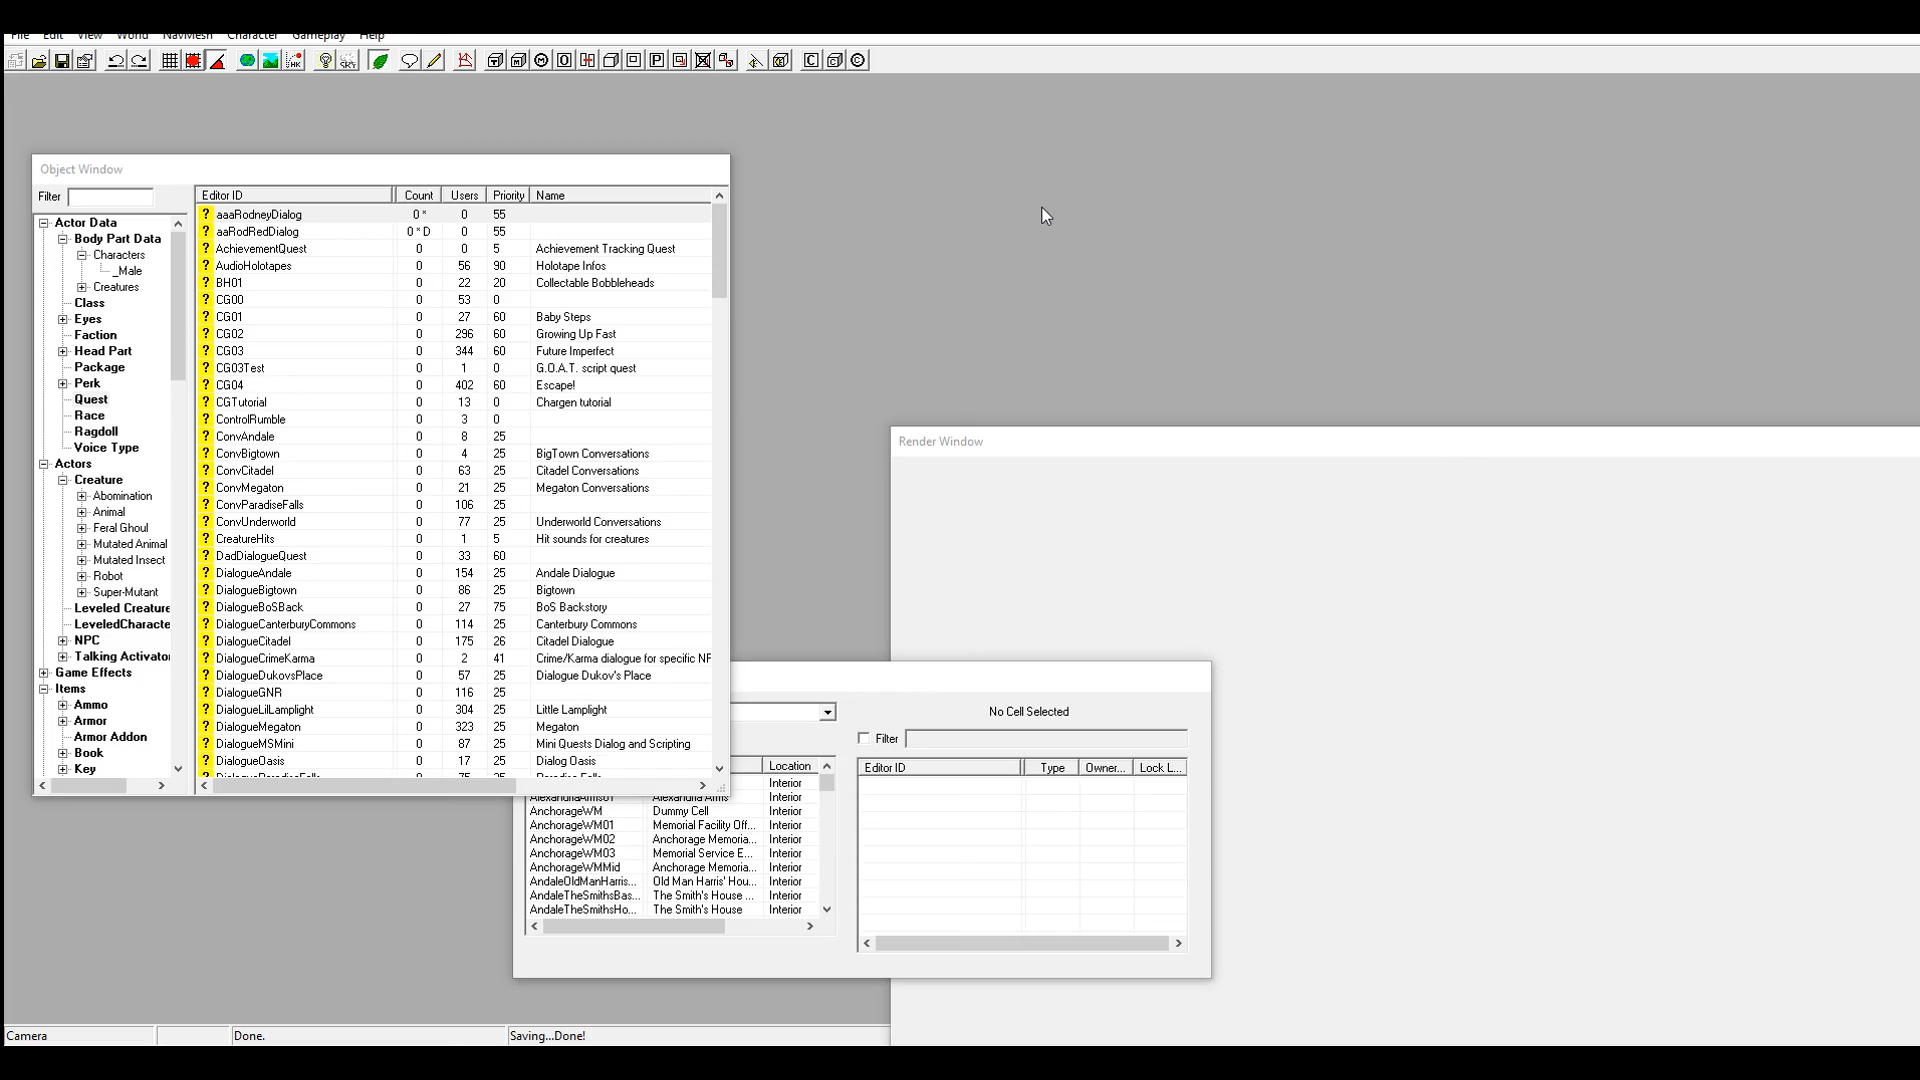 File Edit View World NavMesh Character Gameplay Help
Object Window
Filter
Editor ID Count Users Priority Name
Actor Data
Body Part Data
Characters
_Male
Creatures
Class
Eyes
Faction
Head Part
Package
Perk
Quest
Race
Ragdoll
Voice Type
Actors
Creature
Abomination
Animal
Feral Ghoul
Mutated Animal
Mutated Insect
Robot
Super-Mutant
Leveled Creature
LeveledCharacte
NPC
Talking Activator
Game Effects
Items
Ammo
Armor
Armor Addon
Book
Key
? aaaRodneyDialog 0 * 0 55
? aaRodRedDialog 0 * D 0 55
? AchievementQuest 0 0 5 Achievement Tracking Quest
? AudioHolotapes 0 56 90 Holotape Infos
? BH01 0 22 20 Collectable Bobbleheads
? CG00 0 53 0
? CG01 0 27 60 Baby Steps
? CG02 0 296 60 Growing Up Fast
? CG03 0 344 60 Future Imperfect
? CG03Test 0 1 0 G.O.A.T. script quest
? CG04 0 402 60 Escape!
? CGTutorial 0 13 0 Chargen tutorial
? ControlRumble 0 3 0
? ConvAndale 0 8 25
? ConvBigtown 0 4 25 BigTown Conversations
? ConvCitadel 0 63 25 Citadel Conversations
? ConvMegaton 0 21 25 Megaton Conversations
? ConvParadiseFalls 0 106 25
? ConvUnderworld 0 77 25 Underworld Conversations
? CreatureHits 0 1 5 Hit sounds for creatures
? DadDialogueQuest 0 33 60
? DialogueAndale 0 154 25 Andale Dialogue
? DialogueBigtown 0 86 25 Bigtown
? DialogueBoSBack 0 27 75 BoS Backstory
? DialogueCanterburyCommons 0 114 25 Canterbury Commons
? DialogueCitadel 0 175 26 Citadel Dialogue
? DialogueCrimeKarma 0 2 41 Crime/Karma dialogue for specific NF
? DialogueDukovsPlace 0 57 25 Dialogue Dukov's Place
? DialogueGNR 0 116 25
? DialogueLilLamplight 0 304 25 Little Lamplight
? DialogueMegaton 0 323 25 Megaton
? DialogueMSMini 0 87 25 Mini Quests Dialog and Scripting
? DialogueOasis 0 17 25 Dialog Oasis
? DialogueParadiseFalls 0 75 25 Paradise Falls
Render Window
No Cell Selected
Filter
Location
Interior
AlexandriaArms01 Alexandria Arms Interior
AnchorageWM Dummy Cell Interior
AnchorageWM01 Memorial Facility Off... Interior
AnchorageWM02 Anchorage Memoria... Interior
AnchorageWM03 Memorial Service E... Interior
AnchorageWMMid Anchorage Memoria... Interior
AndaleOldManHarris... Old Man Harris' Hou... Interior
AndaleTheSmithsBas... The Smith's House ... Interior
AndaleTheSmithsHo... The Smith's House Interior
Editor ID Type Owner... Lock L...
Camera Done. Saving...Done!